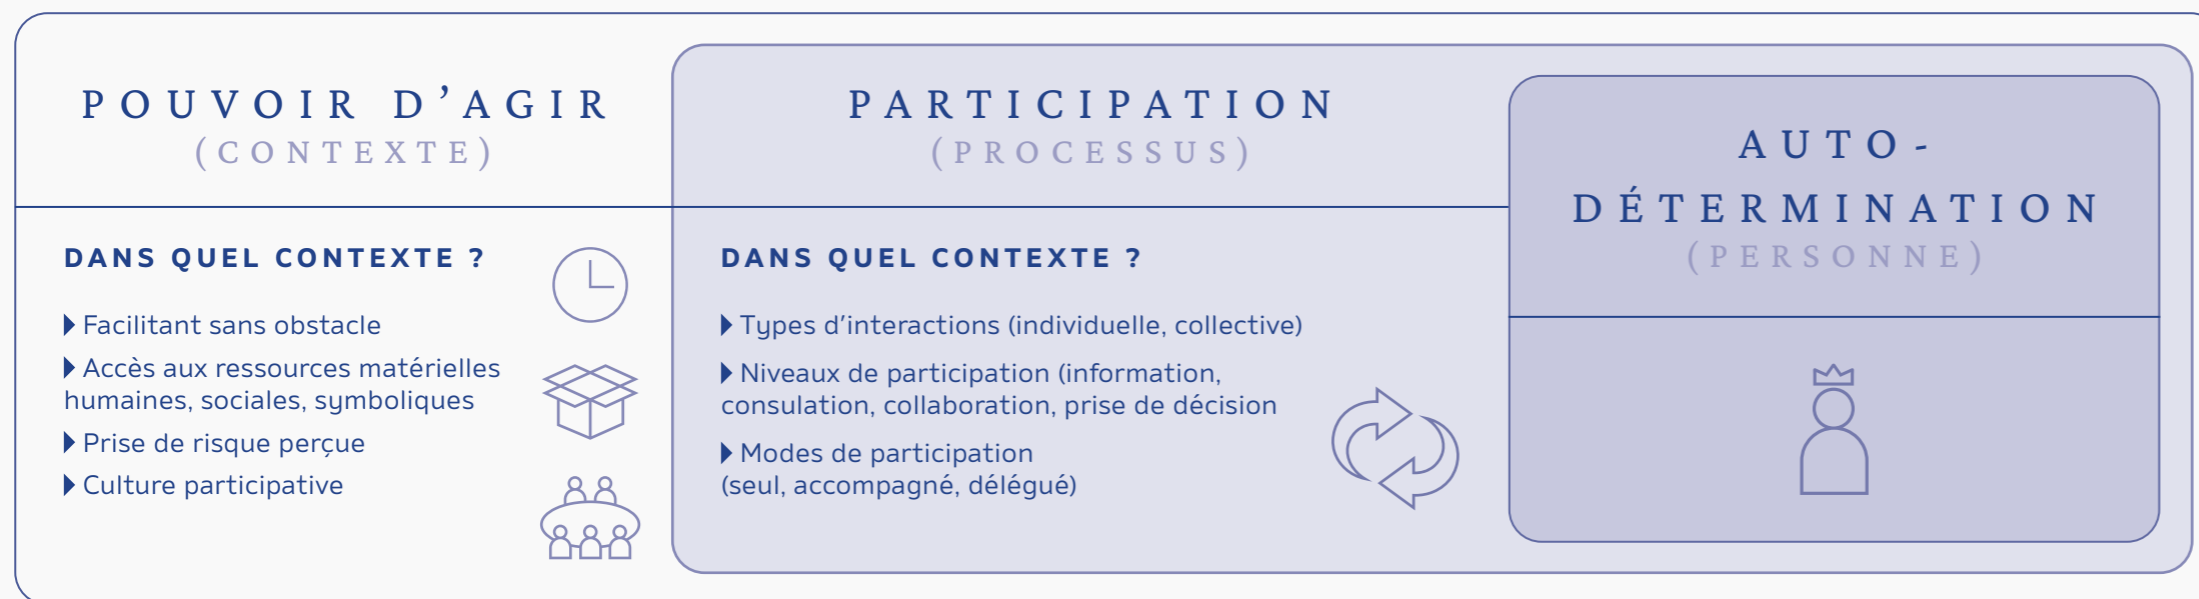 POUVOIR D’AGIR
(CONTEXTE)
DANS QUEL CONTEXTE ?
Facilitant sans obstacle
Accès aux ressources matérielles
humaines, sociales, symboliques
Prise de risque perçue
Culture participative
PARTICIPATION
(PROCESSUS)
DANS QUEL CONTEXTE ?
Types d’interactions (individuelle, collective)
Niveaux de participation (information,
consulation, collaboration, prise de décision
Modes de participation
(seul, accompagné, délégué)
AUTO-
DÉTERMINATION
(PERSONNE)